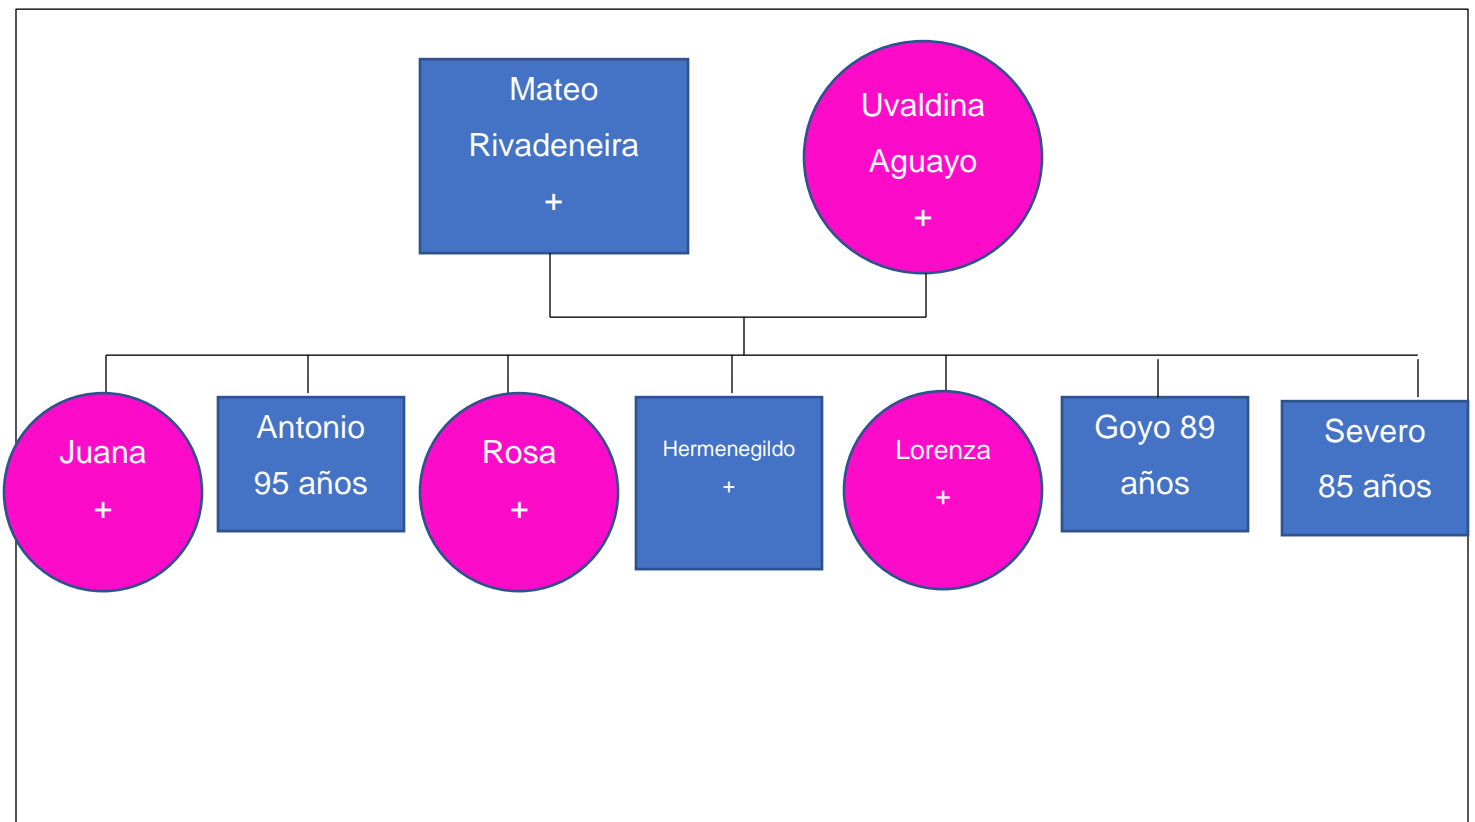 Mateo
Rivadeneira
+
Uvaldina
Aguayo
+
Juana
+
Antonio
95 años
Rosa
+
Hermenegildo
+
Lorenza
+
Goyo 89
años
Severo
85 años